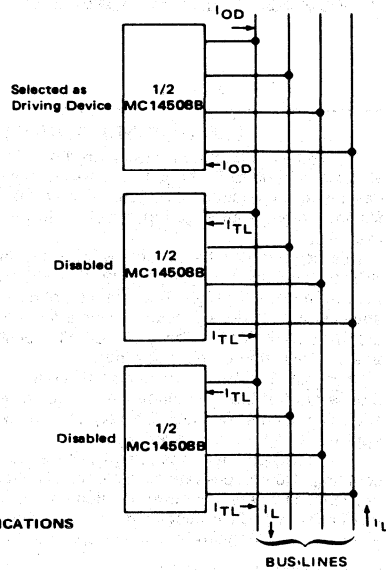 IOD
1/2
MC14508B
Selected as
Driving Device
IOD
1/2
MC14508B
ITL
Disabled
ITL
1/2
MC14508B
ITL
Disabled
ITL
IL
IL
ICATIONS
BUS LINES